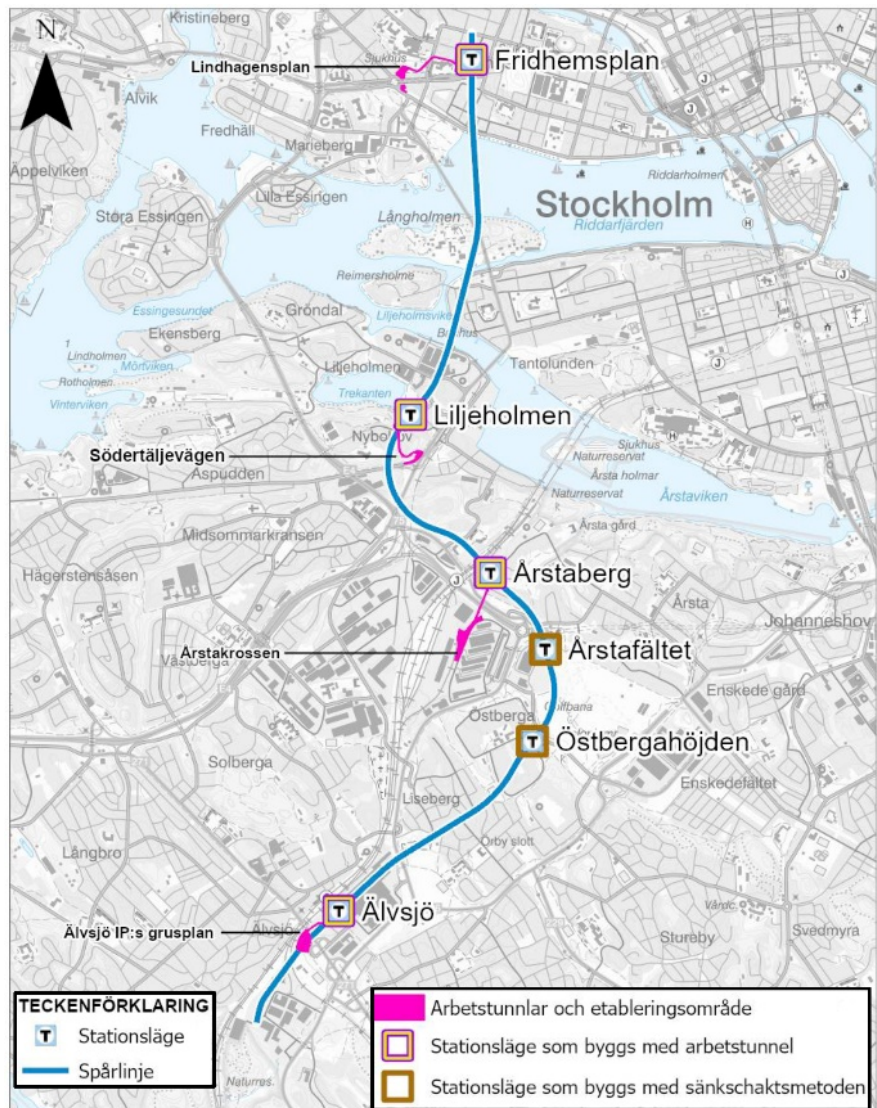 Kristineberg
N
Sjukhus
Fridhemsplan
Lindhagensplan
J
Alvik
Fredhäll
Marieberg
Äppelviken
Lilla Essingen
Riddarholmen
Stora Essingen
Långholmen
Stockholm
Riddarfjärden
H
J
Reimersholme
Essingesundet
Gröndal
Liljeholmsvik
Ekensberg
Lindholmen
Mörtviken
Rotholmen
Liljeholmen
Tantolunden
Vinterviken
Trekanten
Liljeholmen
Nybohov
Södertäljevägen
Sjukhus
Naturreservat
Årsta holmar
Aspudden
Naturreservat
Årstaviken
Årsta gård
Midsommarkransen
Hägerstensåsen
J
Årstaberg
Årsta
Johanneshov
Årstafältet
Västberga
Årstakrossen
Enskede gård
Östberga
Golfbana
Östbergahöjden
Solberga
Enskedefältet
Liseberg
Långbro
Örby slott
Älvsjö
Vårdc.
Älvsjö IP:s grusplan
Älvsjö
Stureby
Svedmyra
TECKENFÖRKLARING
T Stationsläge
Spårlinje
Naturres.
Arbetstunnlar och etableringsområde
Stationsläge som byggs med arbetstunnel
Stationsläge som byggs med sänkschaktsmetoden